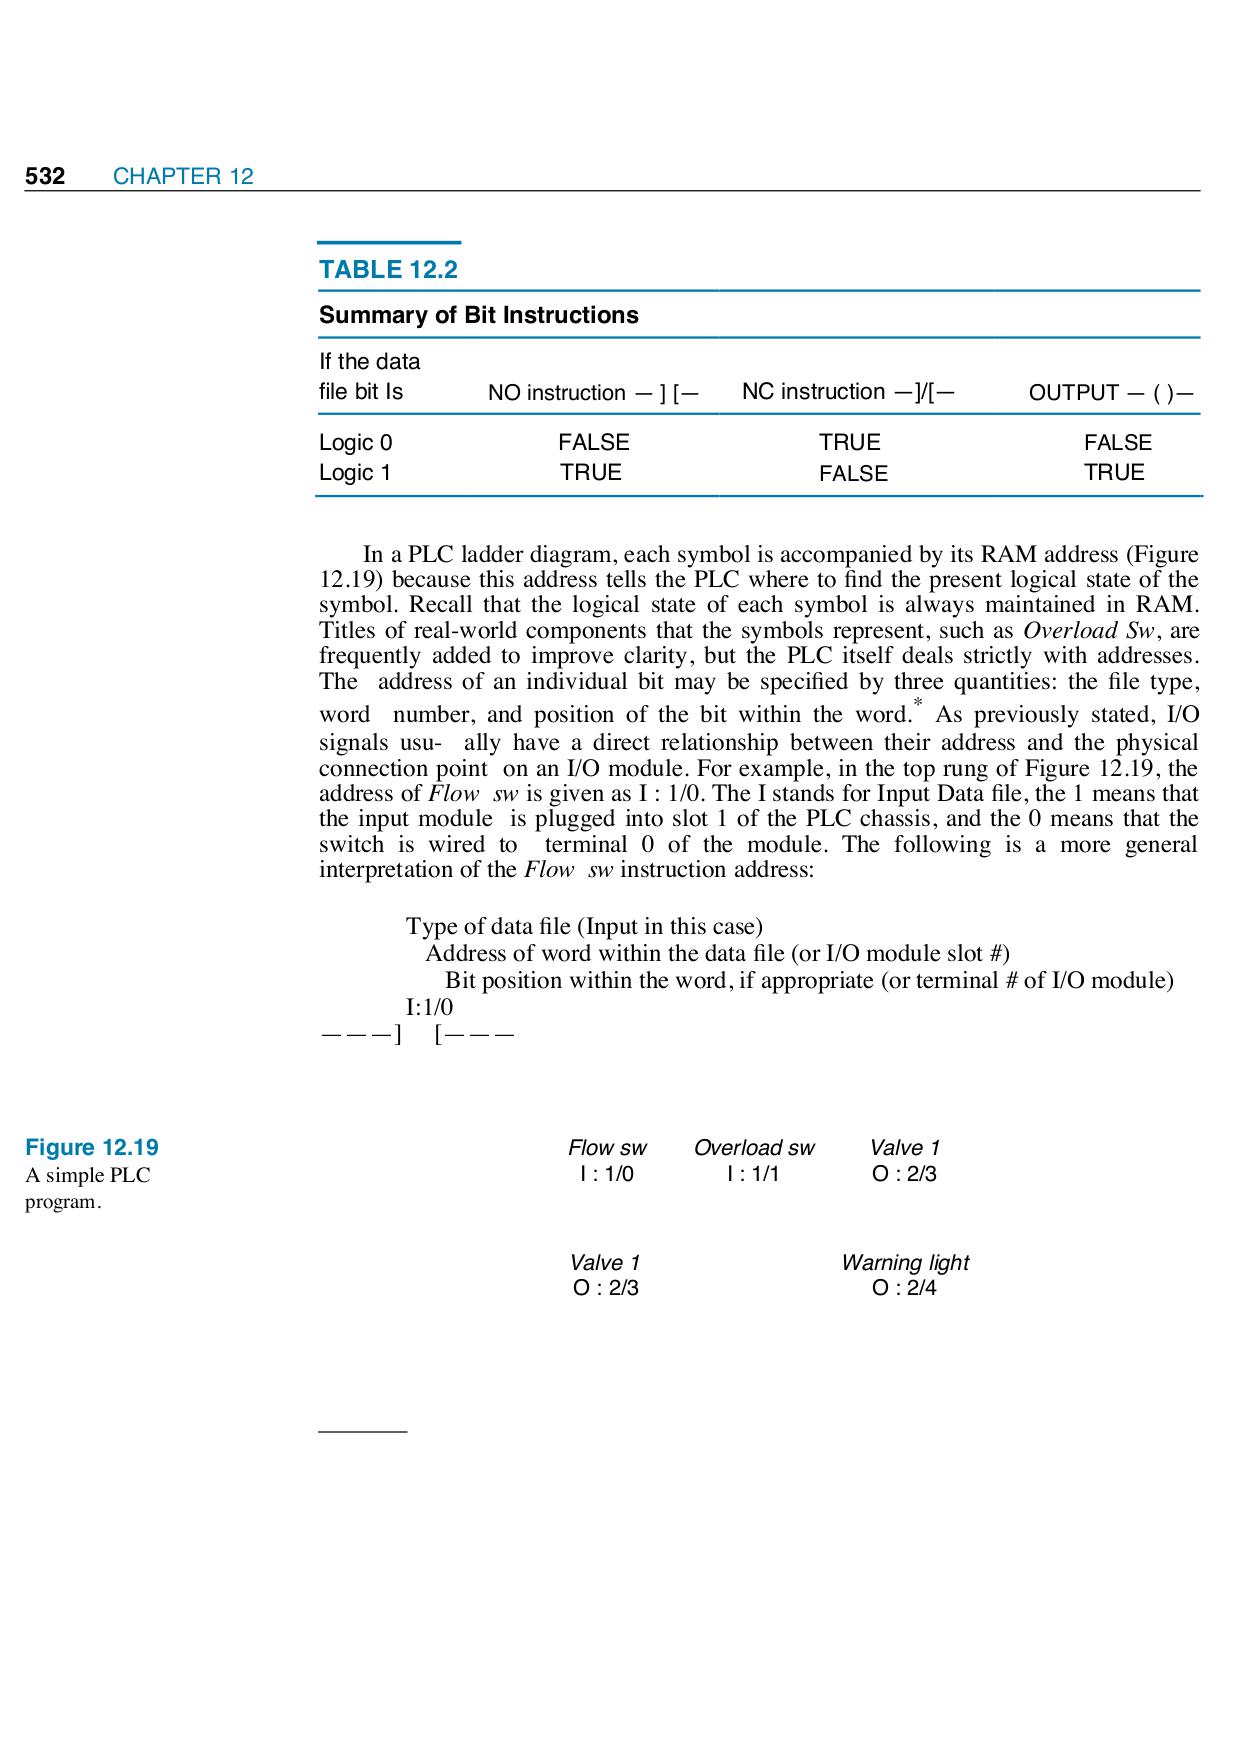 532 CHAPTER 12
TABLE 12.2
Summary of Bit Instructions
If the data
file bit Is NO instruction — ] [— NC instruction —]/[— OUTPUT — ( )—
Logic 0 FALSE TRUE FALSE
Logic 1 TRUE FALSE TRUE
In a PLC ladder diagram, each symbol is accompanied by its RAM address (Figure
12.19) because this address tells the PLC where to find the present logical state of the
symbol. Recall that the logical state of each symbol is always maintained in RAM.
Titles of real-world components that the symbols represent, such as Overload Sw, are
frequently added to improve clarity, but the PLC itself deals strictly with addresses.
The address of an individual bit may be specified by three quantities: the file type,
word number, and position of the bit within the word.* As previously stated, I/O
signals usu- ally have a direct relationship between their address and the physical
connection point on an I/O module. For example, in the top rung of Figure 12.19, the
address of Flow sw is given as I : 1/0. The I stands for Input Data file, the 1 means that
the input module is plugged into slot 1 of the PLC chassis, and the 0 means that the
switch is wired to terminal 0 of the module. The following is a more general
interpretation of the Flow sw instruction address:
Type of data file (Input in this case)
Address of word within the data file (or I/O module slot #)
Bit position within the word, if appropriate (or terminal # of I/O module)
I:1/0
———] [———
Figure 12.19
A simple PLC
program.
Flow sw Overload sw Valve 1
I : 1/0 I : 1/1 O : 2/3
Valve 1 Warning light
O : 2/3 O : 2/4